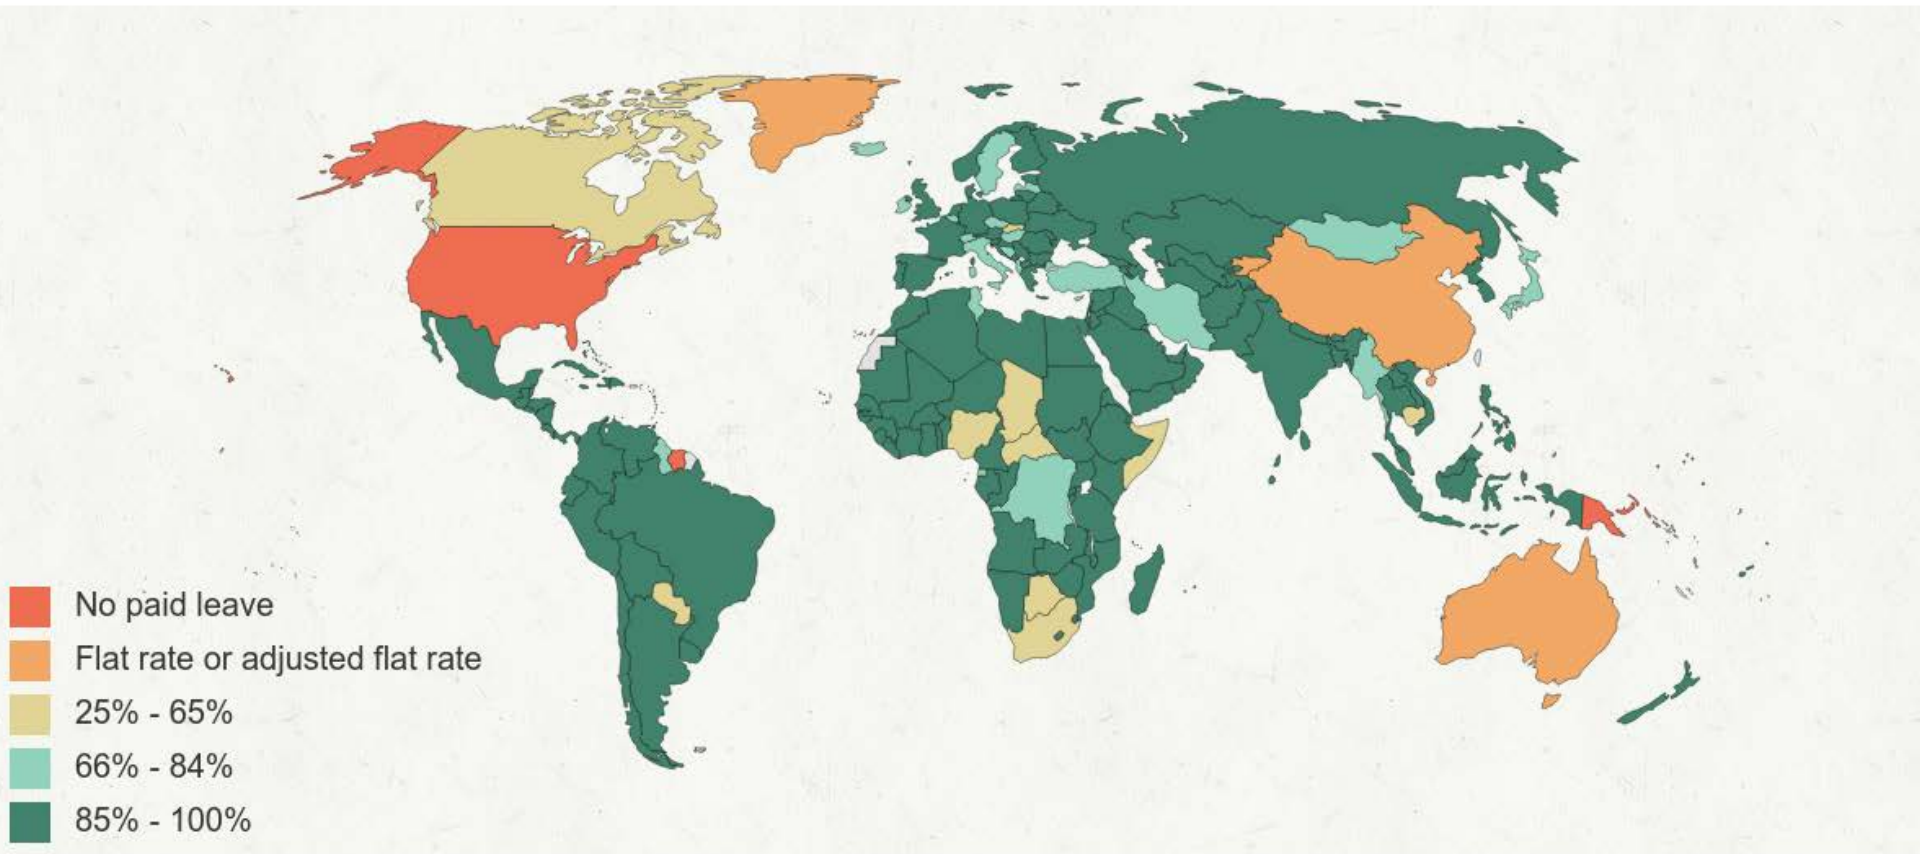 No paid leave
Flat rate or adjusted flat rate
25% - 65%
66% - 84%
85% - 100%